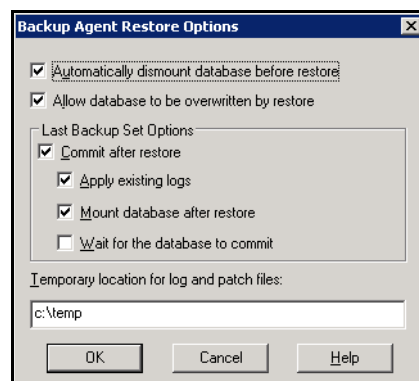 Backup Agent Restore Options
Automatically dismount database before restore
Allow database to be overwritten by restore
Last Backup Set Options
Commit after restore
Apply existing logs
Mount database after restore
Wait for the database to commit
Temporary location for log and patch files:
c:\temp
OK Cancel Help